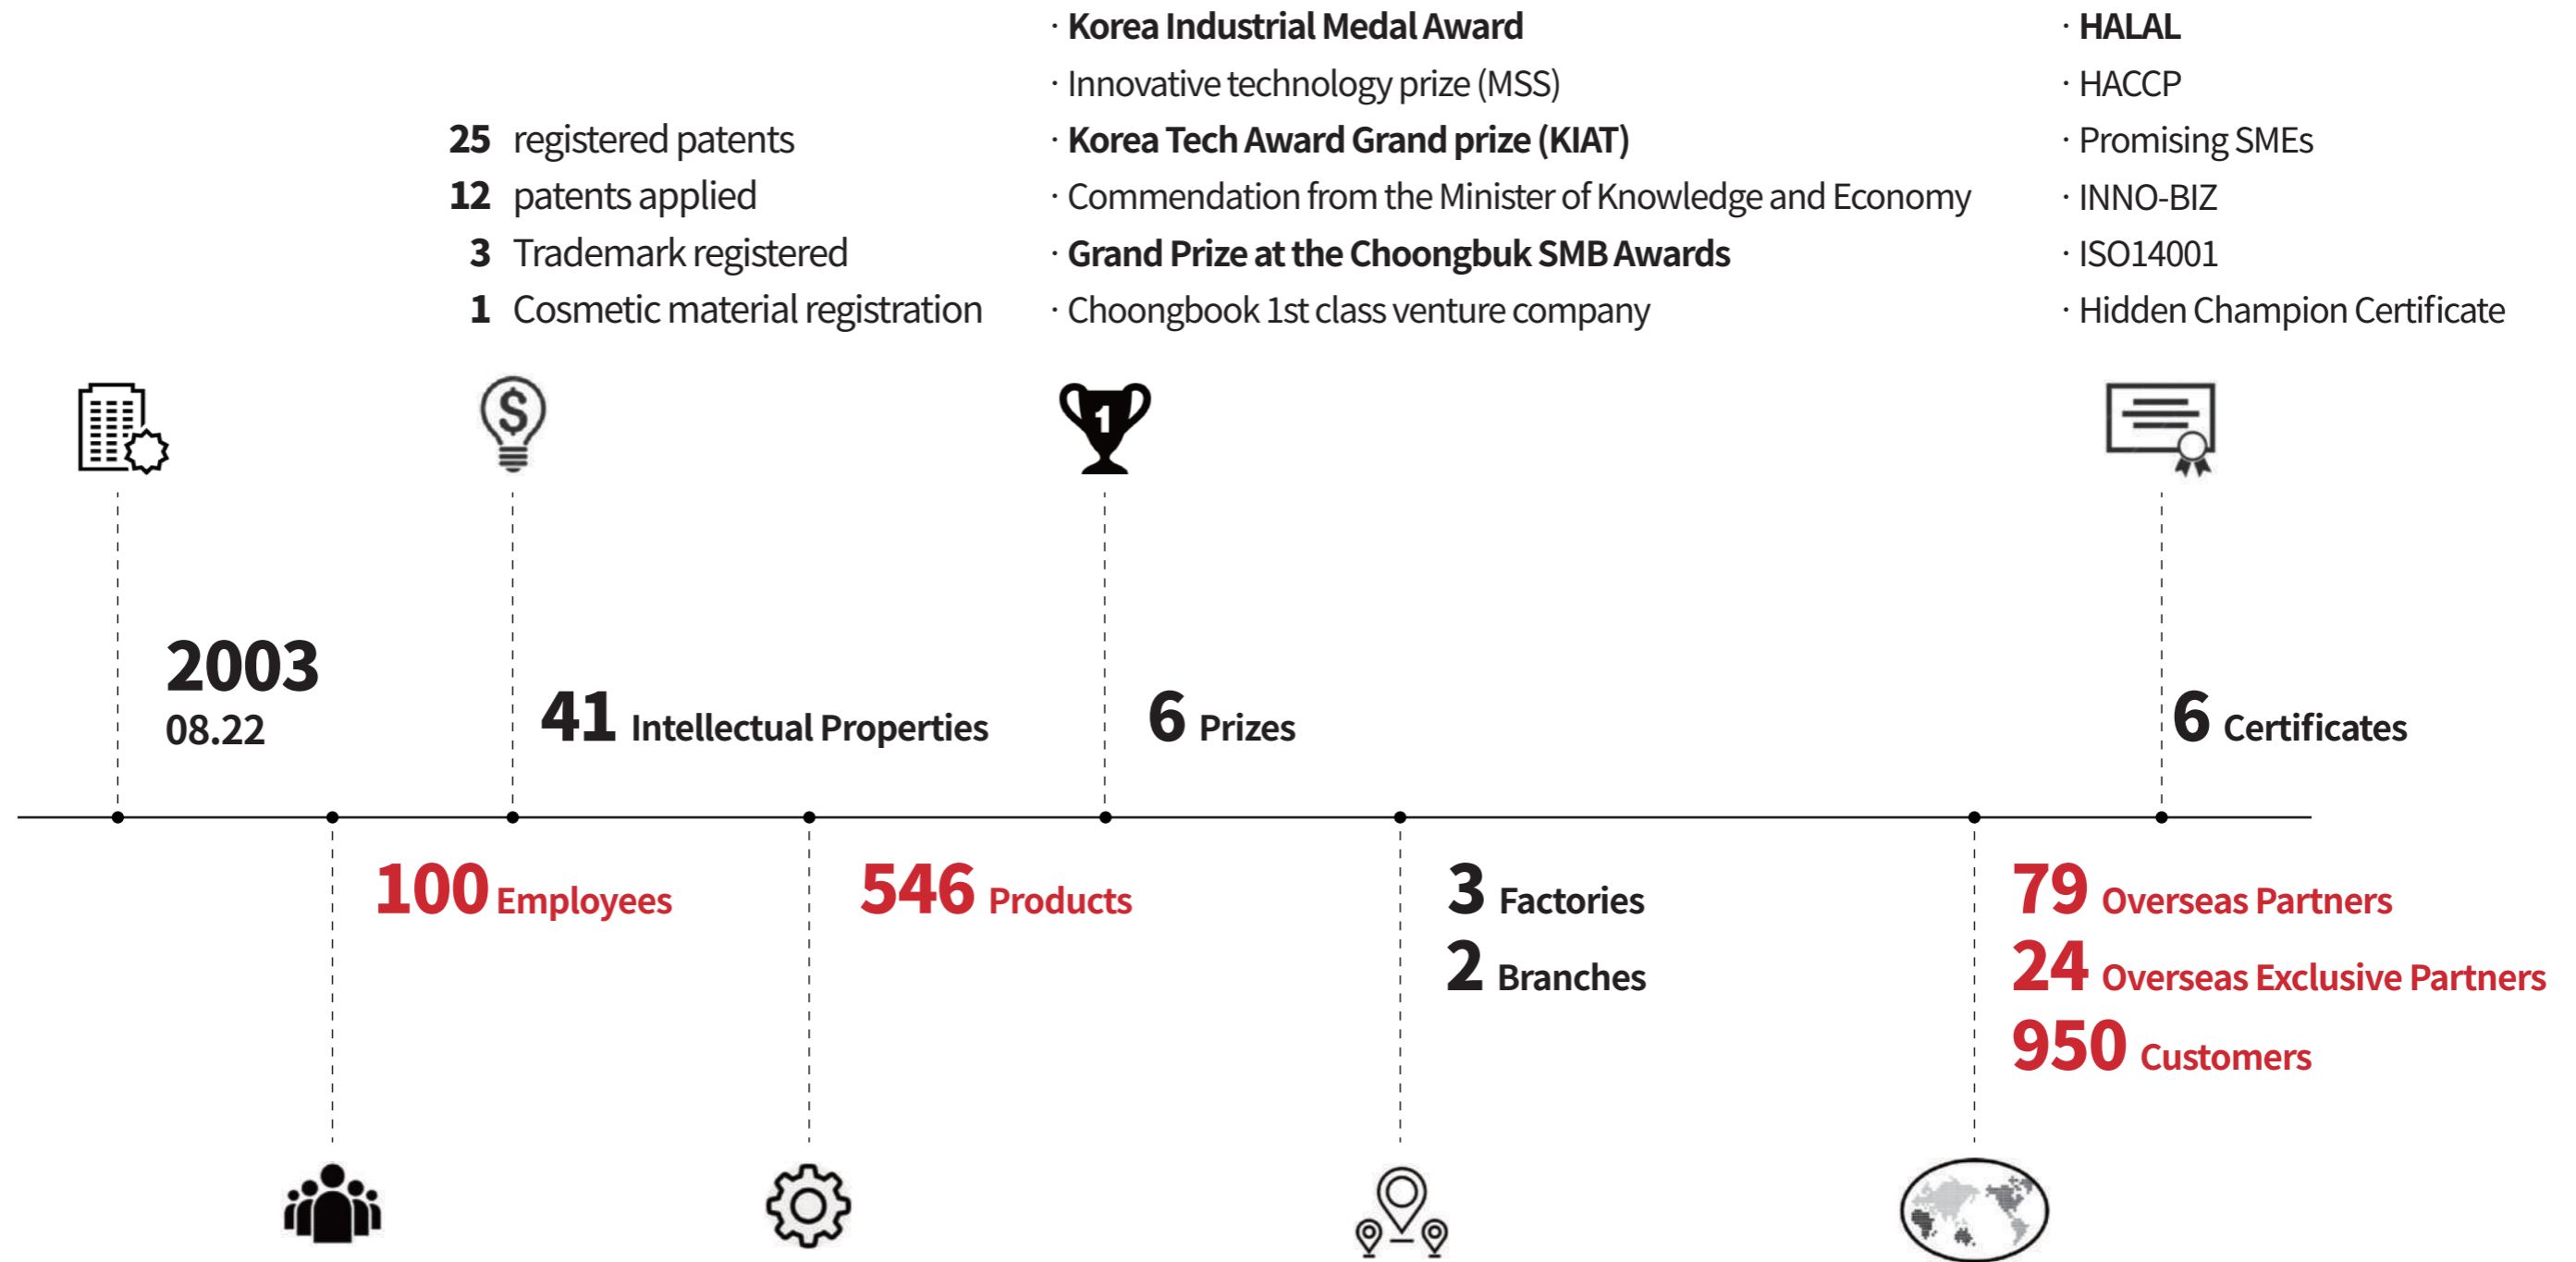 25 registered patents
12 patents applied
3 Trademark registered
1 Cosmetic material registration
· Korea Industrial Medal Award
· Innovative technology prize (MSS)
· Korea Tech Award Grand prize (KIAT)
· Commendation from the Minister of Knowledge and Economy
· Grand Prize at the Choongbuk SMB Awards
· Choongbook 1st class venture company
· HALAL
· HACCP
· Promising SMEs
· INNO-BIZ
· ISO14001
· Hidden Champion Certificate
$
1
2003
08.22
41 Intellectual Properties
6 Prizes
6 Certificates
100 Employees
546 Products
3 Factories
2 Branches
79 Overseas Partners
24 Overseas Exclusive Partners
950 Customers